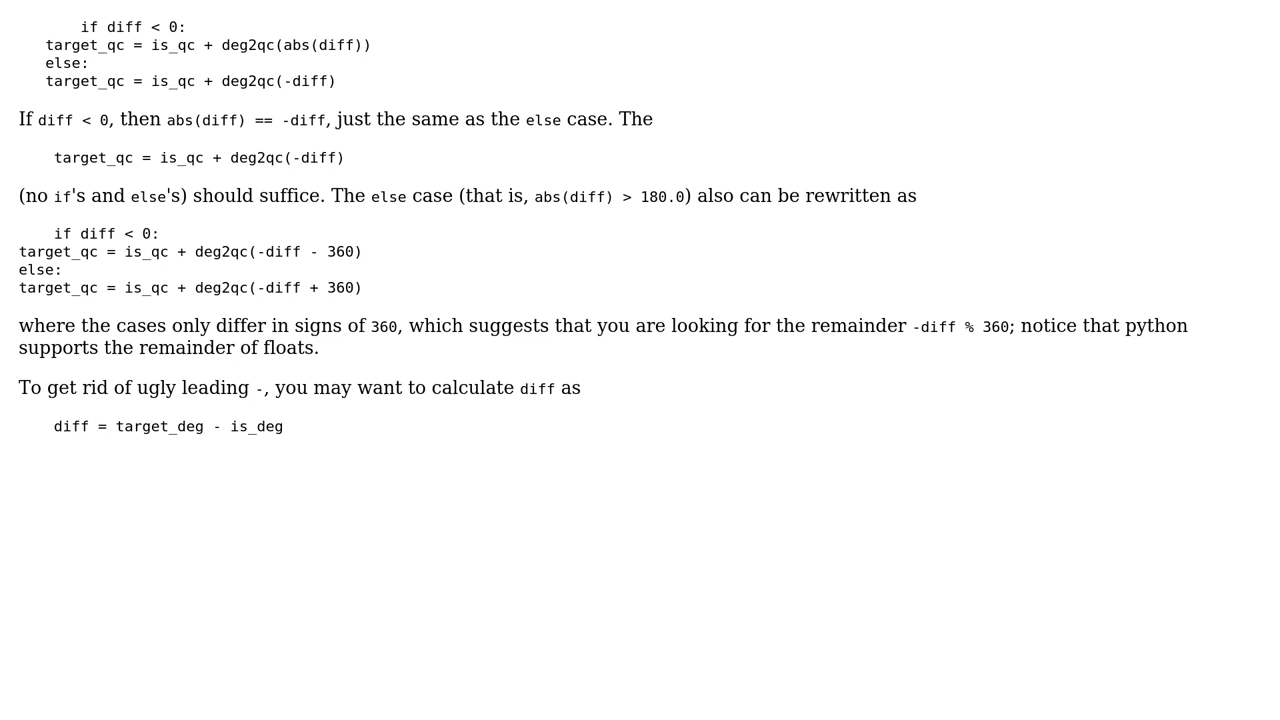 if diff < 0:
target_qc = is_qc + deg2qc(abs(diff))
else:
target_qc = is_qc + deg2qc(-diff)
If diff < 0, then abs(diff) == -diff, just the same as the else case. The
target_qc = is_qc + deg2qc(-diff)
(no if's and else's) should suffice. The else case (that is, abs(diff) > 180.0) also can be rewritten as
if diff < 0:
target_qc = is_qc + deg2qc(-diff - 360)
else:
target_qc = is_qc + deg2qc(-diff + 360)
where the cases only differ in signs of 360, which suggests that you are looking for the remainder -diff % 360; notice that python
supports the remainder of floats.
To get rid of ugly leading -, you may want to calculate diff as
diff = target_deg - is_deg